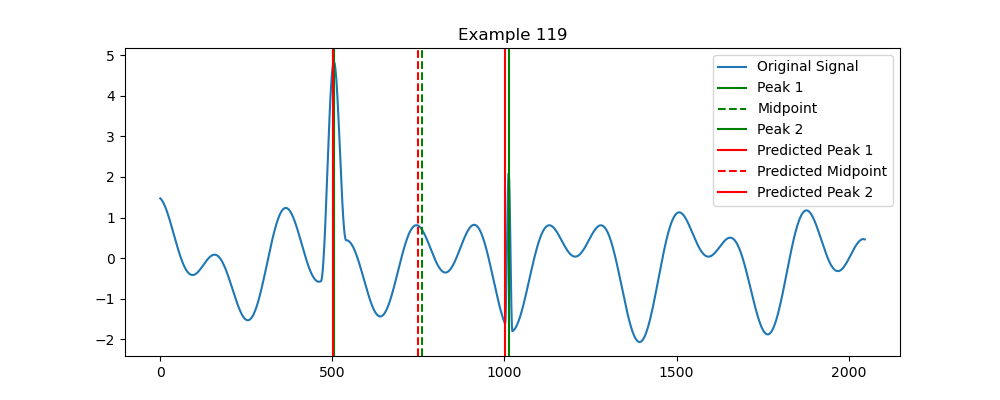 Example 119
5
4
3
2
1
0
−1
−2
0
500
1000
1500
2000
Original Signal
Peak 1
Midpoint
Peak 2
Predicted Peak 1
Predicted Midpoint
Predicted Peak 2